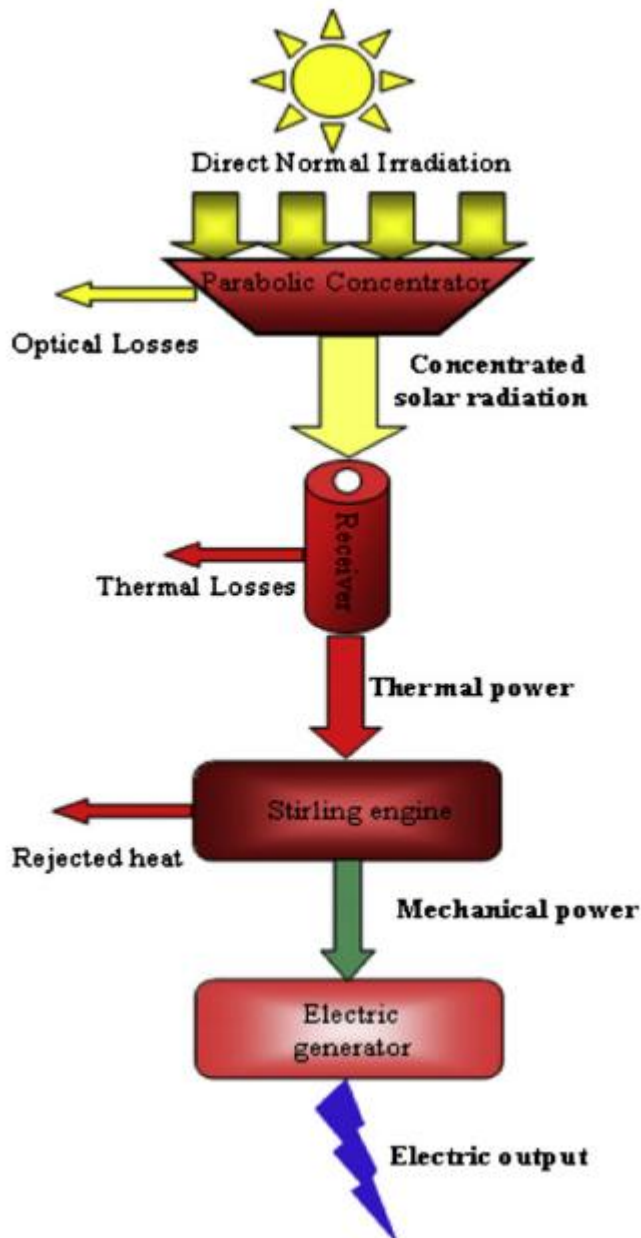 Direct Normal Irradiation
Parabolic Concentrator
Optical Losses
Concentrated
solar radiation
Receiver
Thermal Losses
Thermal power
Stirling engine
Rejected heat
Mechanical power
Electric
generator
Electric output